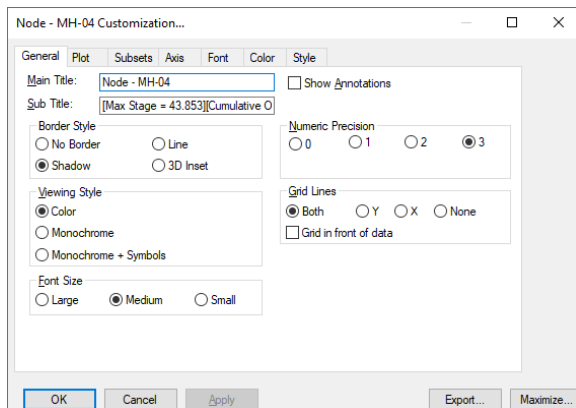 Node - MH-04 Customization...
General Plot Subsets Axis Font Color Style
Main Title: Node - MH-04 Show Annotations
Sub Title: [Max Stage = 43.853][Cumulative O
Border Style Numeric Precision
No Border Line 0 1 2 3
Shadow 3D Inset
Viewing Style Grid Lines
Color Both Y X None
Monochrome Grid in front of data
Monochrome + Symbols
Font Size
Large Medium Small
OK Cancel Apply Export... Maximize...